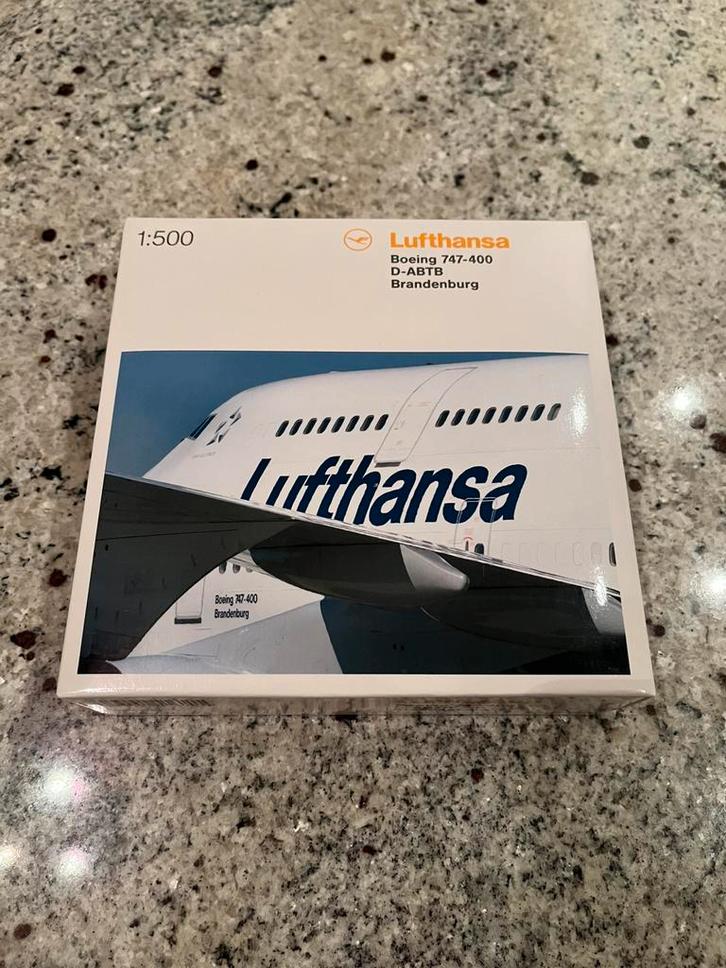 1:500
Lufthansa
Boeing 747-400
D-ABTB
Brandenburg
Lufthansa
Boeing 747-400
Brandenburg